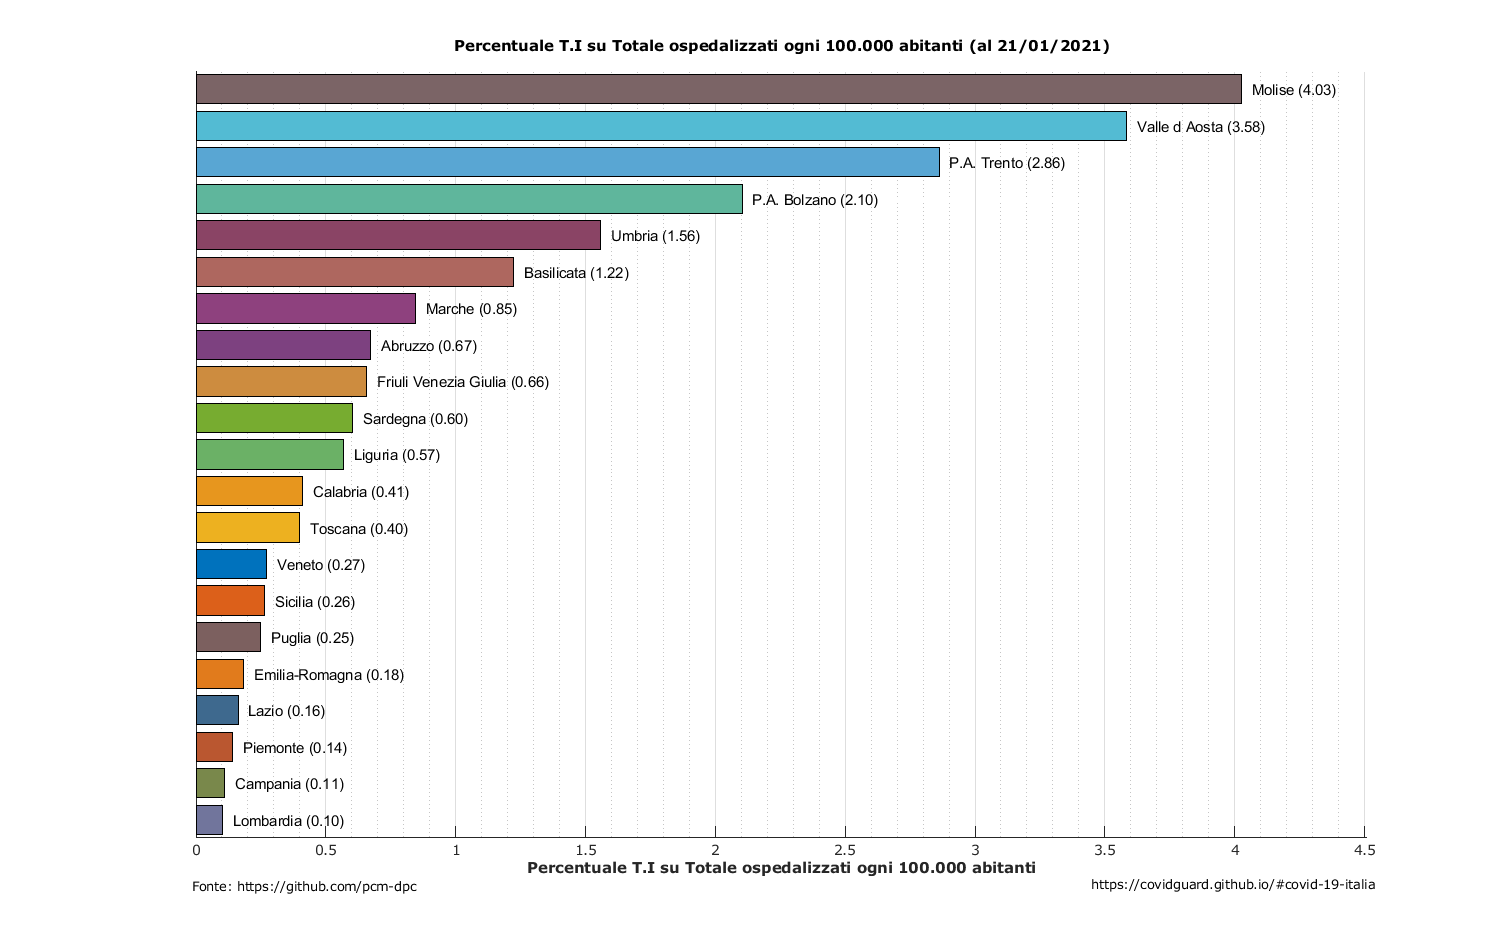 Percentuale T.I su Totale ospedalizzati ogni 100.000 abitanti (al 21/01/2021)
Molise (4.03)
Valle d Aosta (3.58)
P.A. Trento (2.86)
P.A. Bolzano (2.10)
Umbria (1.56)
Basilicata (1.22)
Marche (0.85)
Abruzzo (0.67)
Friuli Venezia Giulia (0.66)
Sardegna (0.60)
Liguria (0.57)
Calabria (0.41)
Toscana (0.40)
Veneto (0.27)
Sicilia (0.26)
Puglia (0.25)
Emilia-Romagna (0.18)
Lazio (0.16)
Piemonte (0.14)
Campania (0.11)
Lombardia (0.10)
0 0.5 1 1.5 2 2.5 3 3.5 4 4.5
Percentuale T.I su Totale ospedalizzati ogni 100.000 abitanti
Fonte: https://github.com/pcm-dpc
https://covidguard.github.io/#covid-19-italia